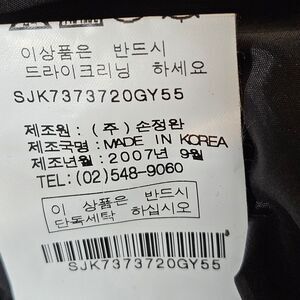 이상품은 반드시
드라이크리닝 하세요
SJK7373720GY55
제조원 : (주) 손정완
제조국명 : MADE IN KOREA
제조년월 : 2007년 9월
TEL: (02)548-9060
이 상품은 반드시
단독세탁 하십시오
SJK7373720GY55